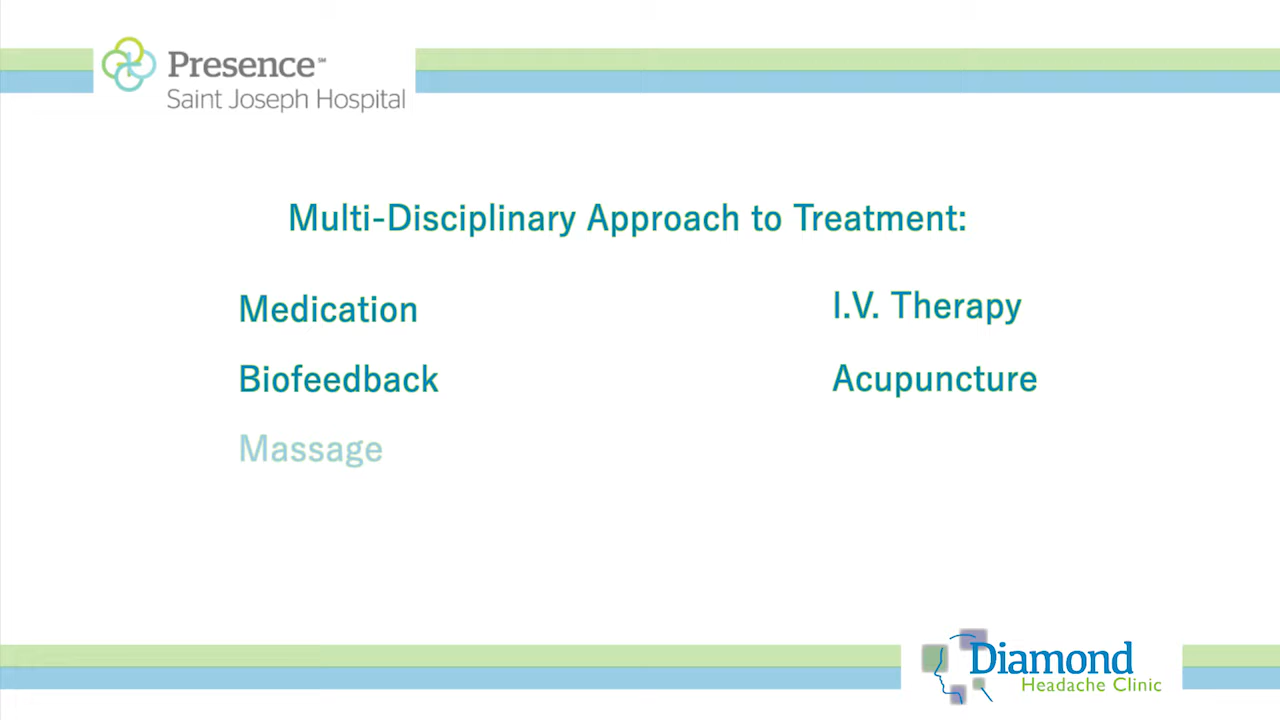 Presence℠
Saint Joseph Hospital
Multi-Disciplinary Approach to Treatment:
Medication
I.V. Therapy
Biofeedback
Acupuncture
Massage
Diamond
Headache Clinic